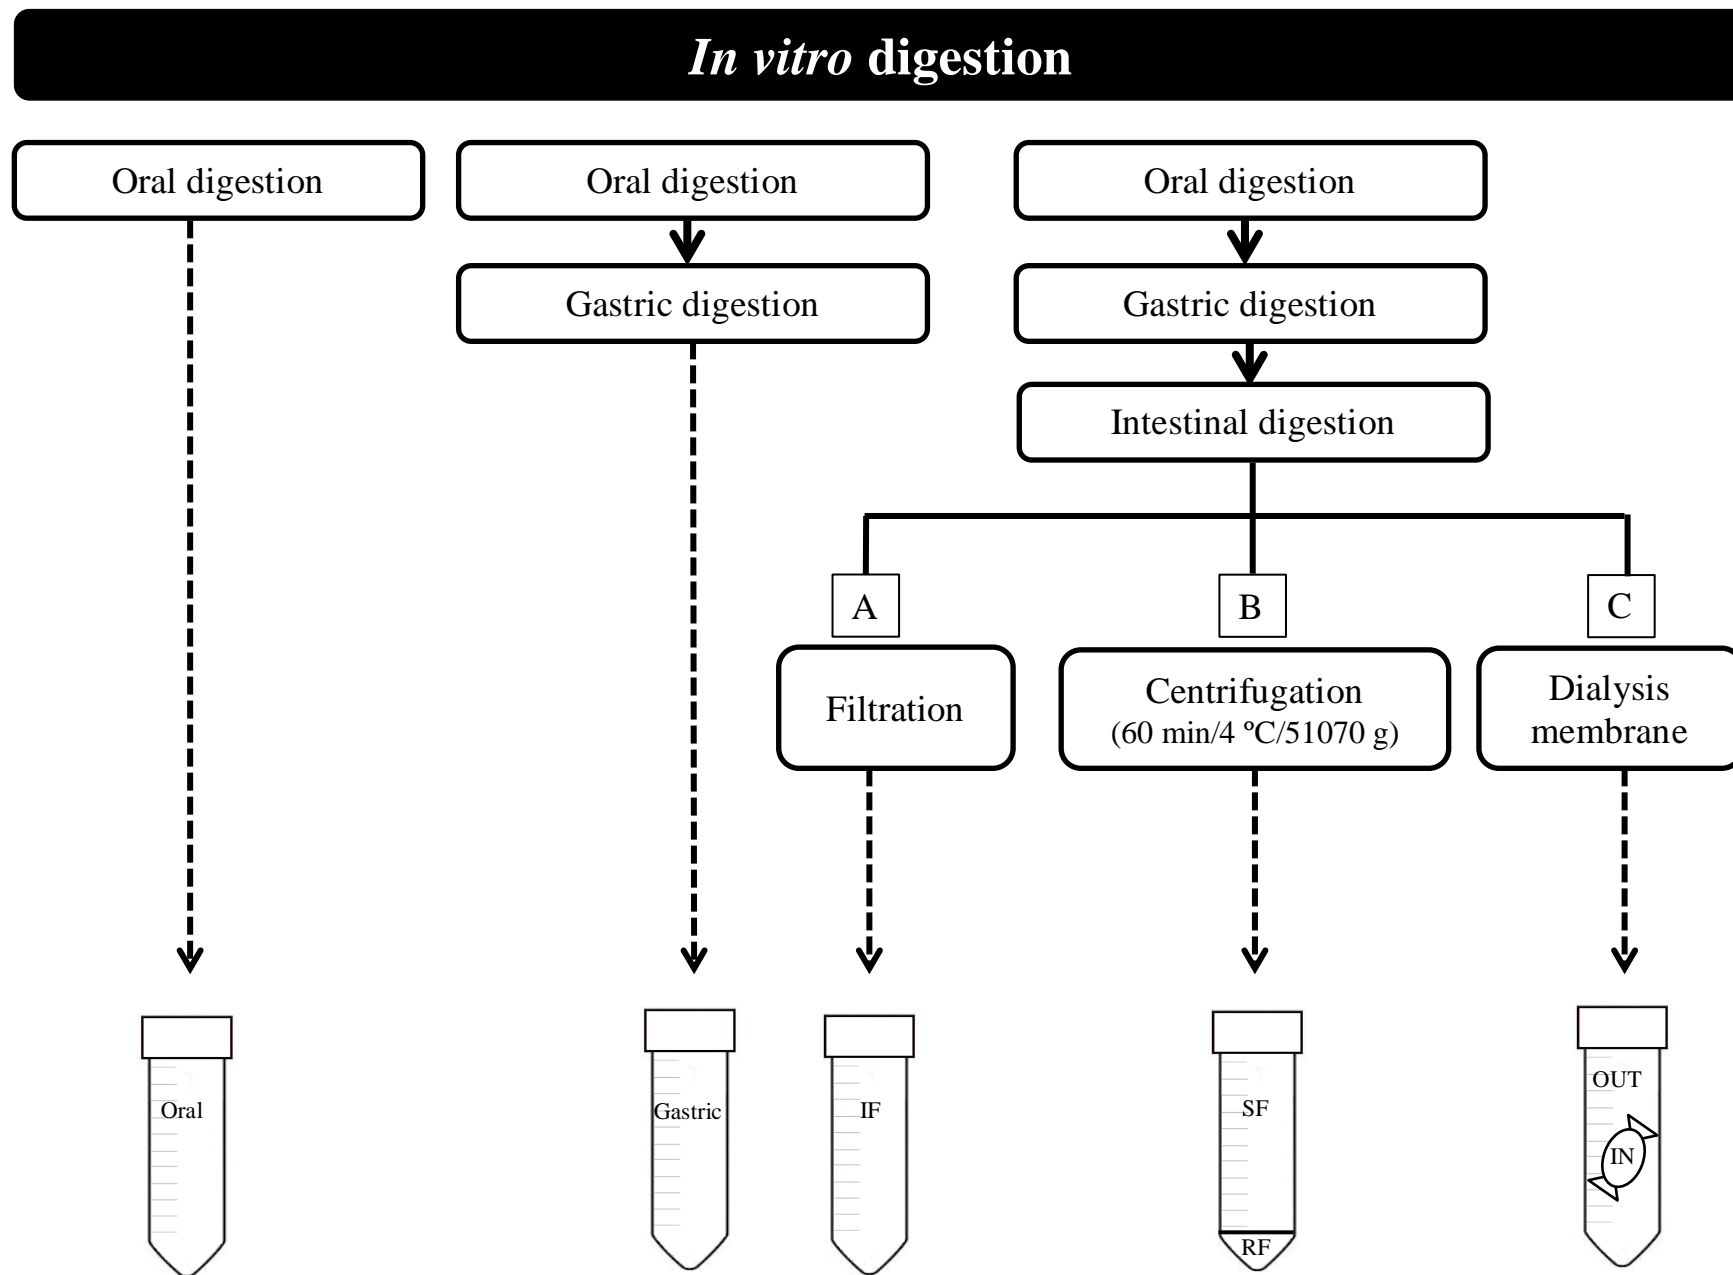 In vitro digestion
Oral digestion
Oral digestion
Oral digestion
Gastric digestion
Gastric digestion
Intestinal digestion
A
B
C
Filtration
Centrifugation
(60 min/4 ºC/51070 g)
Dialysis
membrane
Oral
Gastric
IF
SF
RF
OUT
IN